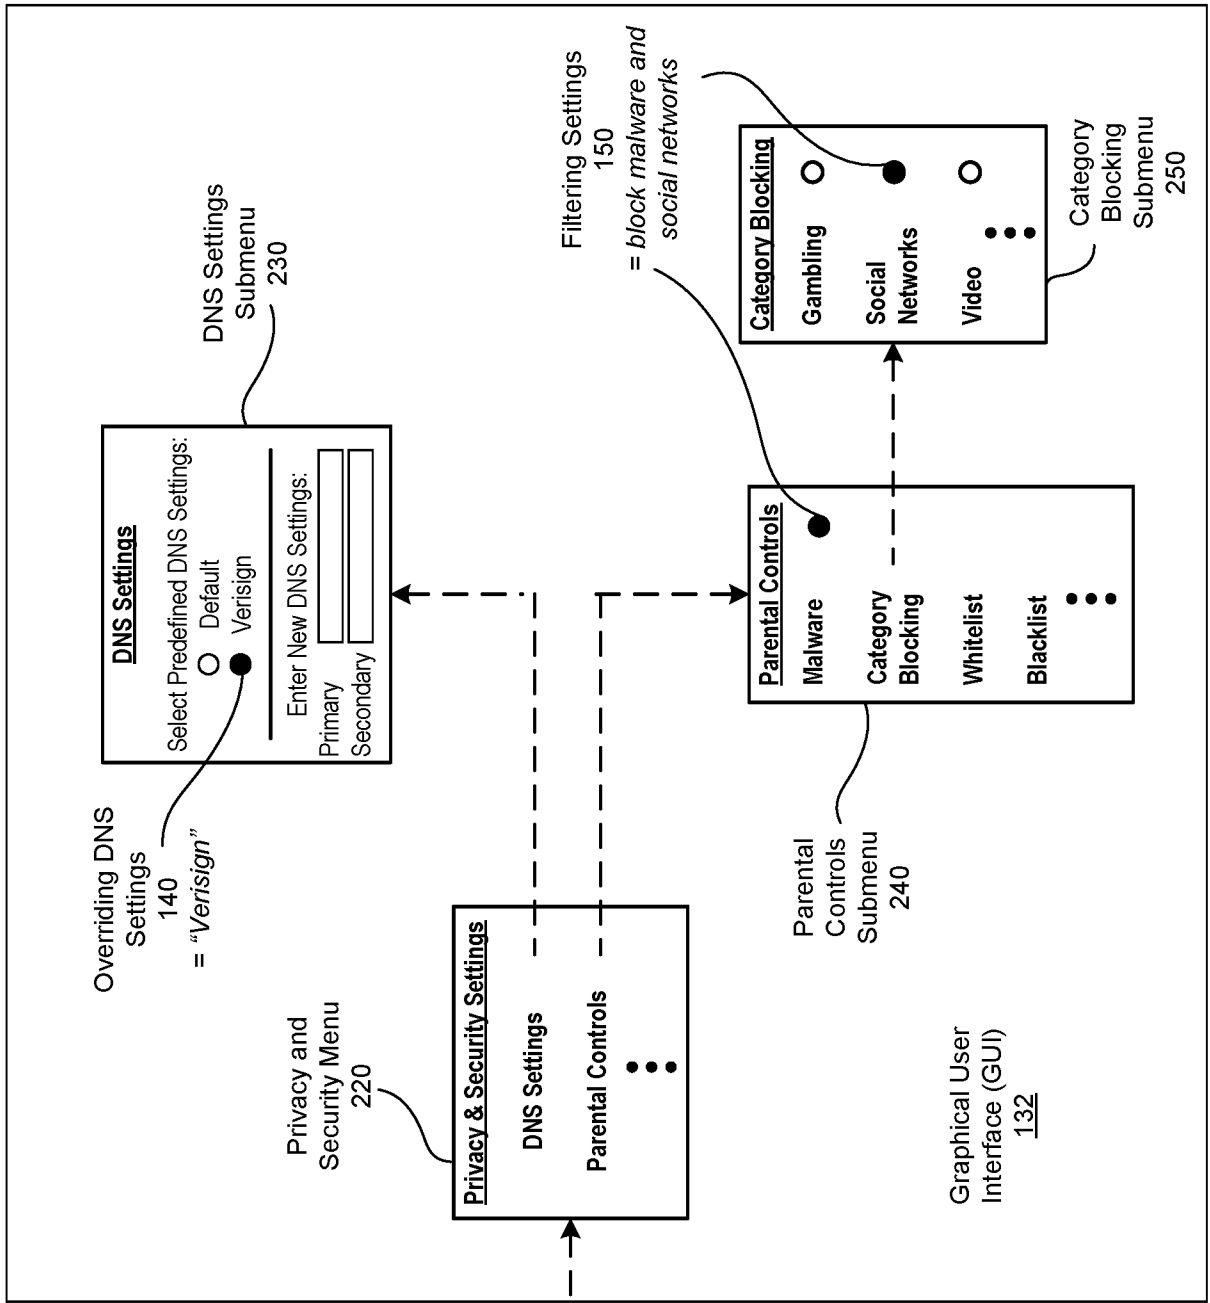 Privacy and
Security Menu
220
Privacy & Security Settings
DNS Settings
Parental Controls
Overriding DNS
Settings
140
= "Verisign"
DNS Settings
Select Predefined DNS Settings:
Default
Verisign
Enter New DNS Settings:
Primary
Secondary
DNS Settings
Submenu
230
Parental
Controls
Submenu
240
Parental Controls
Malware
Category
Blocking
Whitelist
Blacklist
Filtering Settings
150
= block malware and
social networks
Category Blocking
Gambling
Social
Networks
Video
Category
Blocking
Submenu
250
Graphical User
Interface (GUI)
132